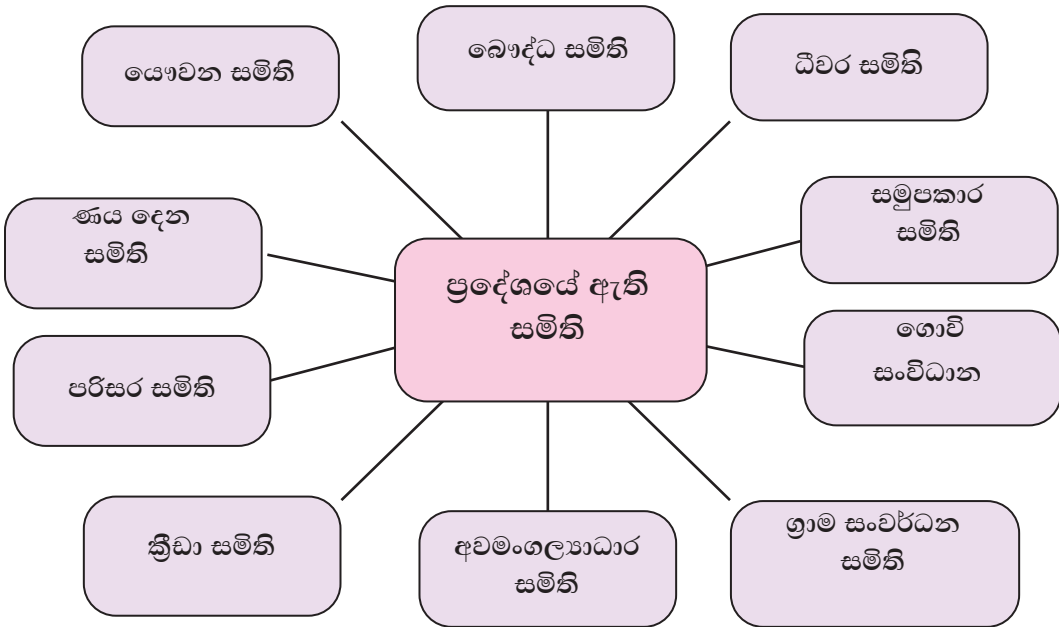 යෞවන සමිති
බෞද්ධ සමිති
ධීවර සමිති
ණය දෙන
සමිති
සමුපකාර
සමිති
ප්‍රදේශයේ ඇති
සමිති
පරිසර සමිති
ගොවි
සංවිධාන
ක්‍රීඩා සමිති
අවමංගල්‍යාධාර
සමිති
ග්‍රාම සංවර්ධන
සමිති